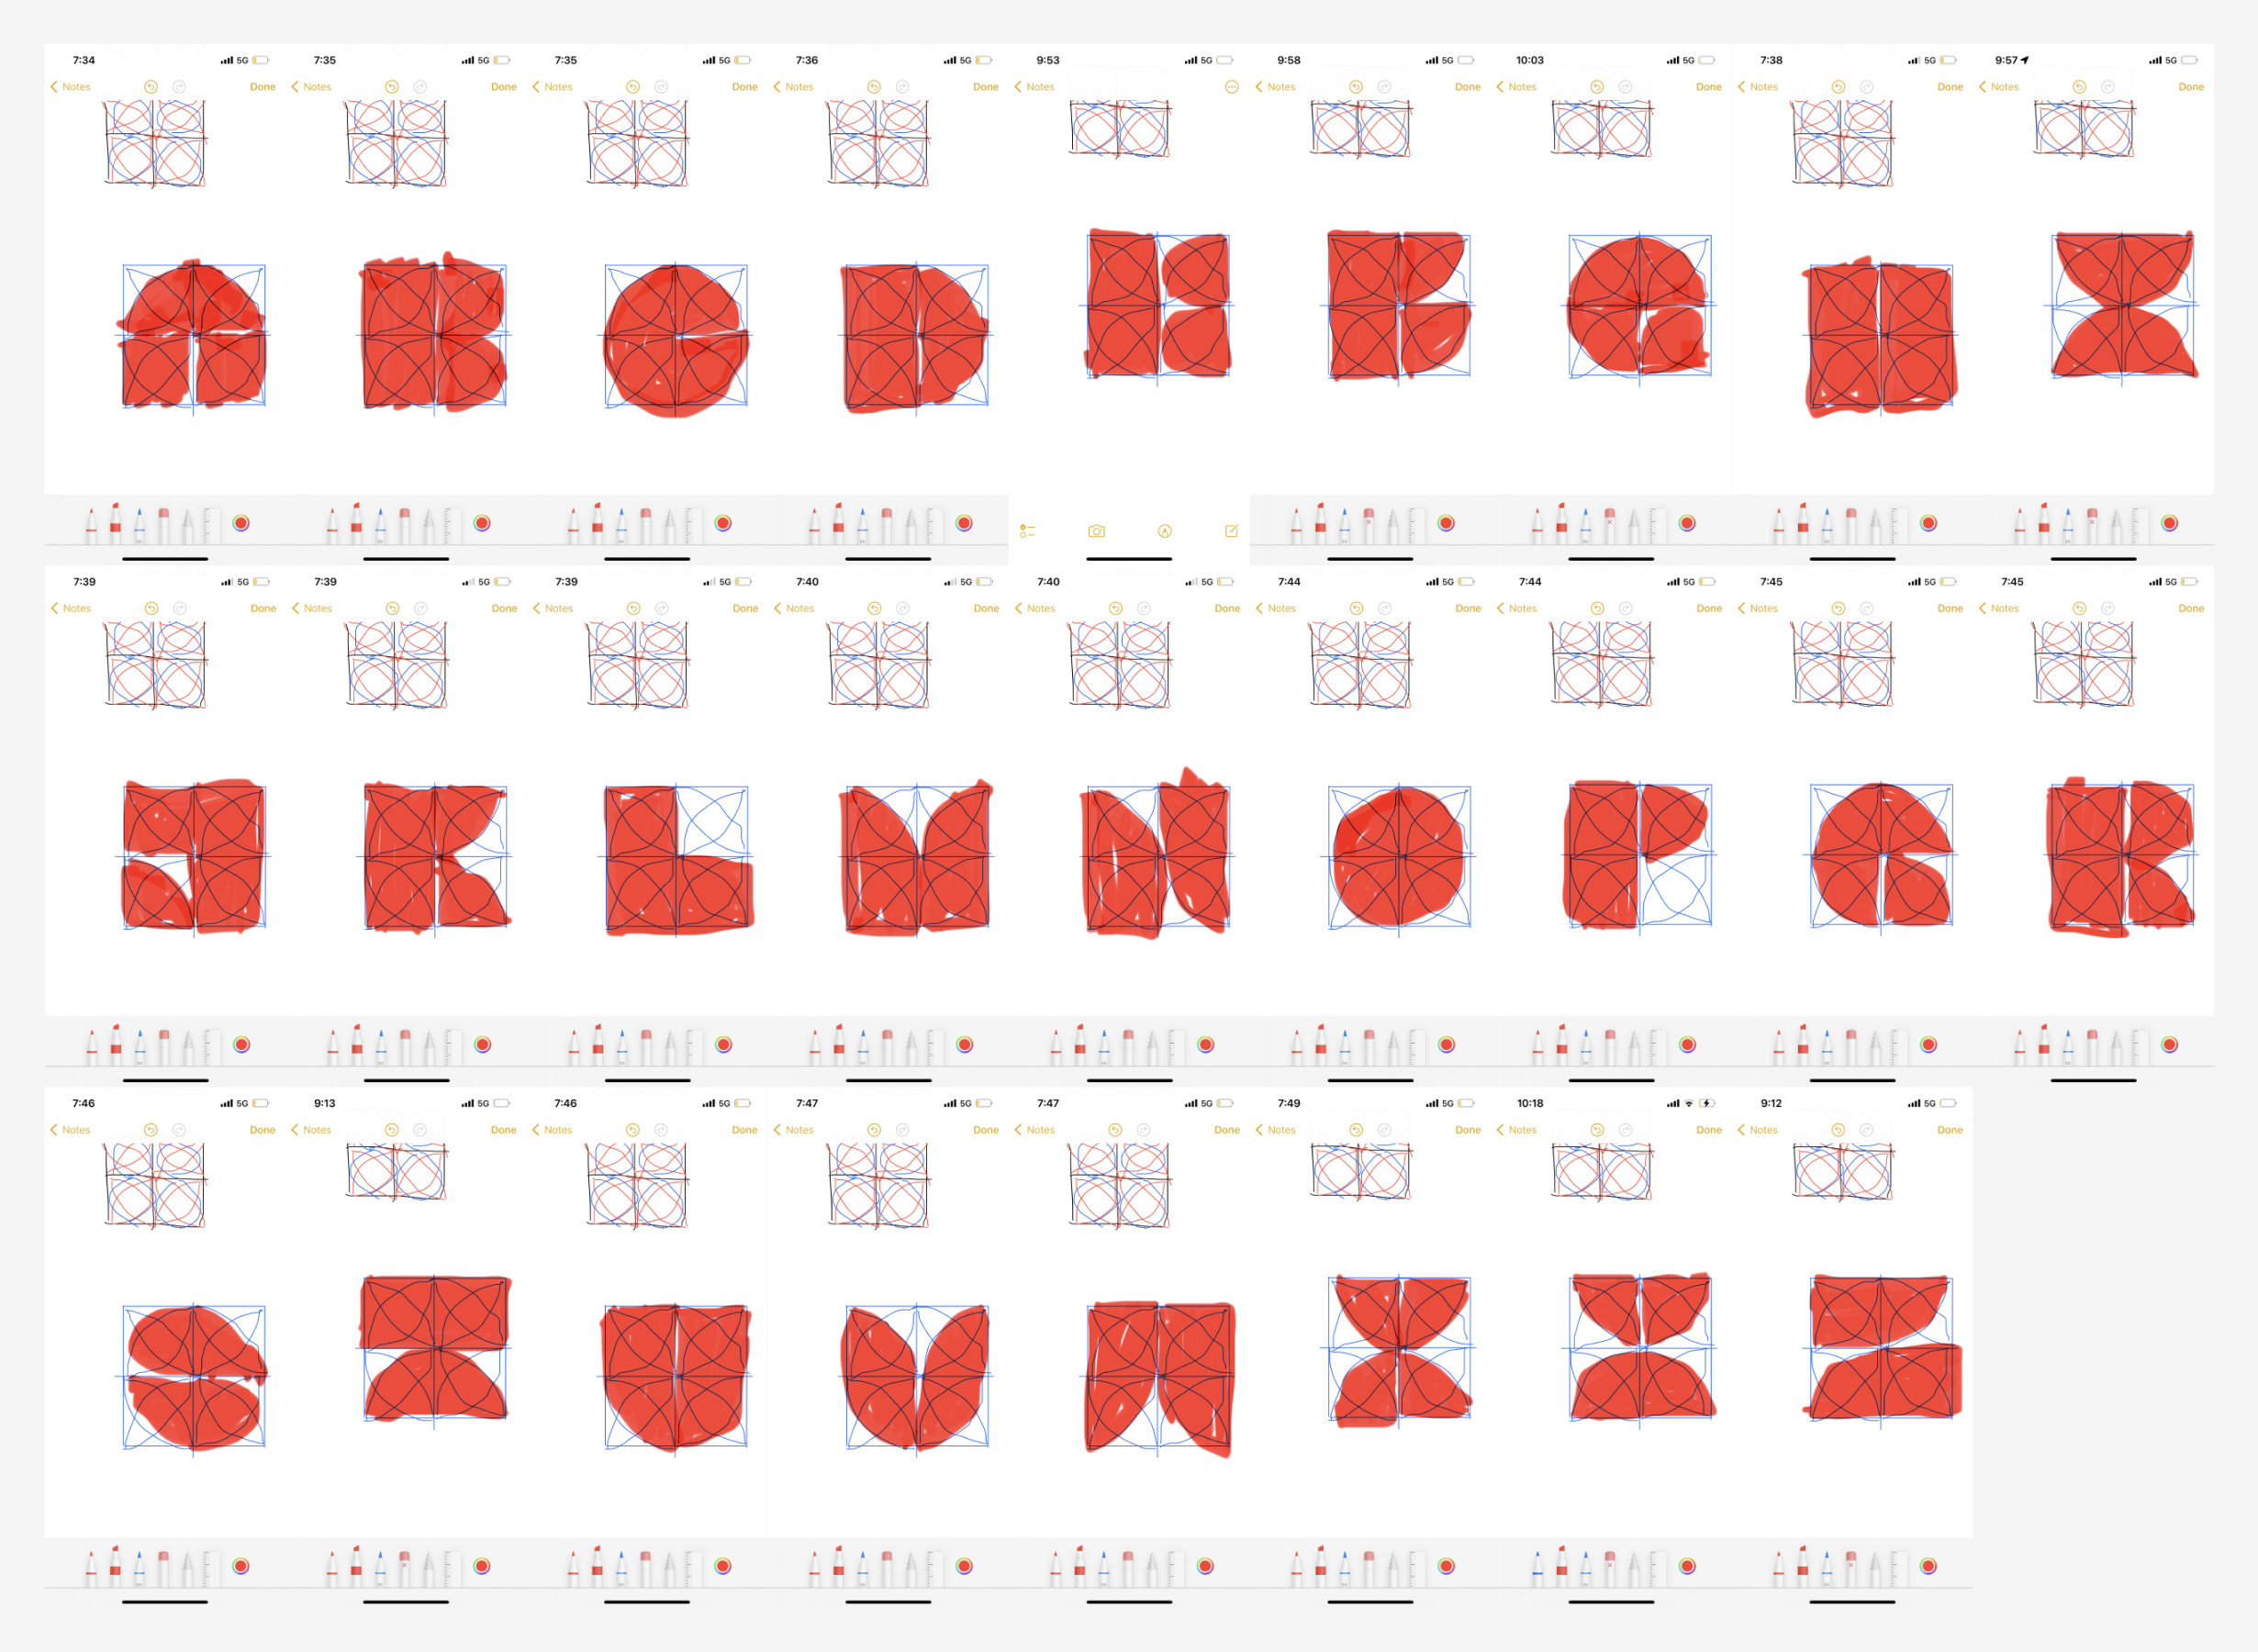 7:34 5G 7:35 5G 7:35 5G 7:36 5G 9:53 5G 9:58 5G 10:03 5G 7:38 5G 9:57 5G
Notes Done Notes Done Notes Done Notes Done Notes Notes Done Notes Done Notes Done Notes Done
A B C D E F G H I
7:39 5G 7:39 5G 7:39 5G 7:40 5G 7:40 5G 7:44 5G 7:44 5G 7:45 5G 7:45 5G
Notes Done Notes Done Notes Done Notes Done Notes Done Notes Done Notes Done Notes Done Notes Done
J K L M N O P Q R
7:46 5G 9:13 5G 7:46 5G 7:47 5G 7:47 5G 7:49 5G 10:18 9:12 5G
Notes Done Notes Done Notes Done Notes Done Notes Done Notes Done Notes Done Notes Done
S T U V W X Y Z